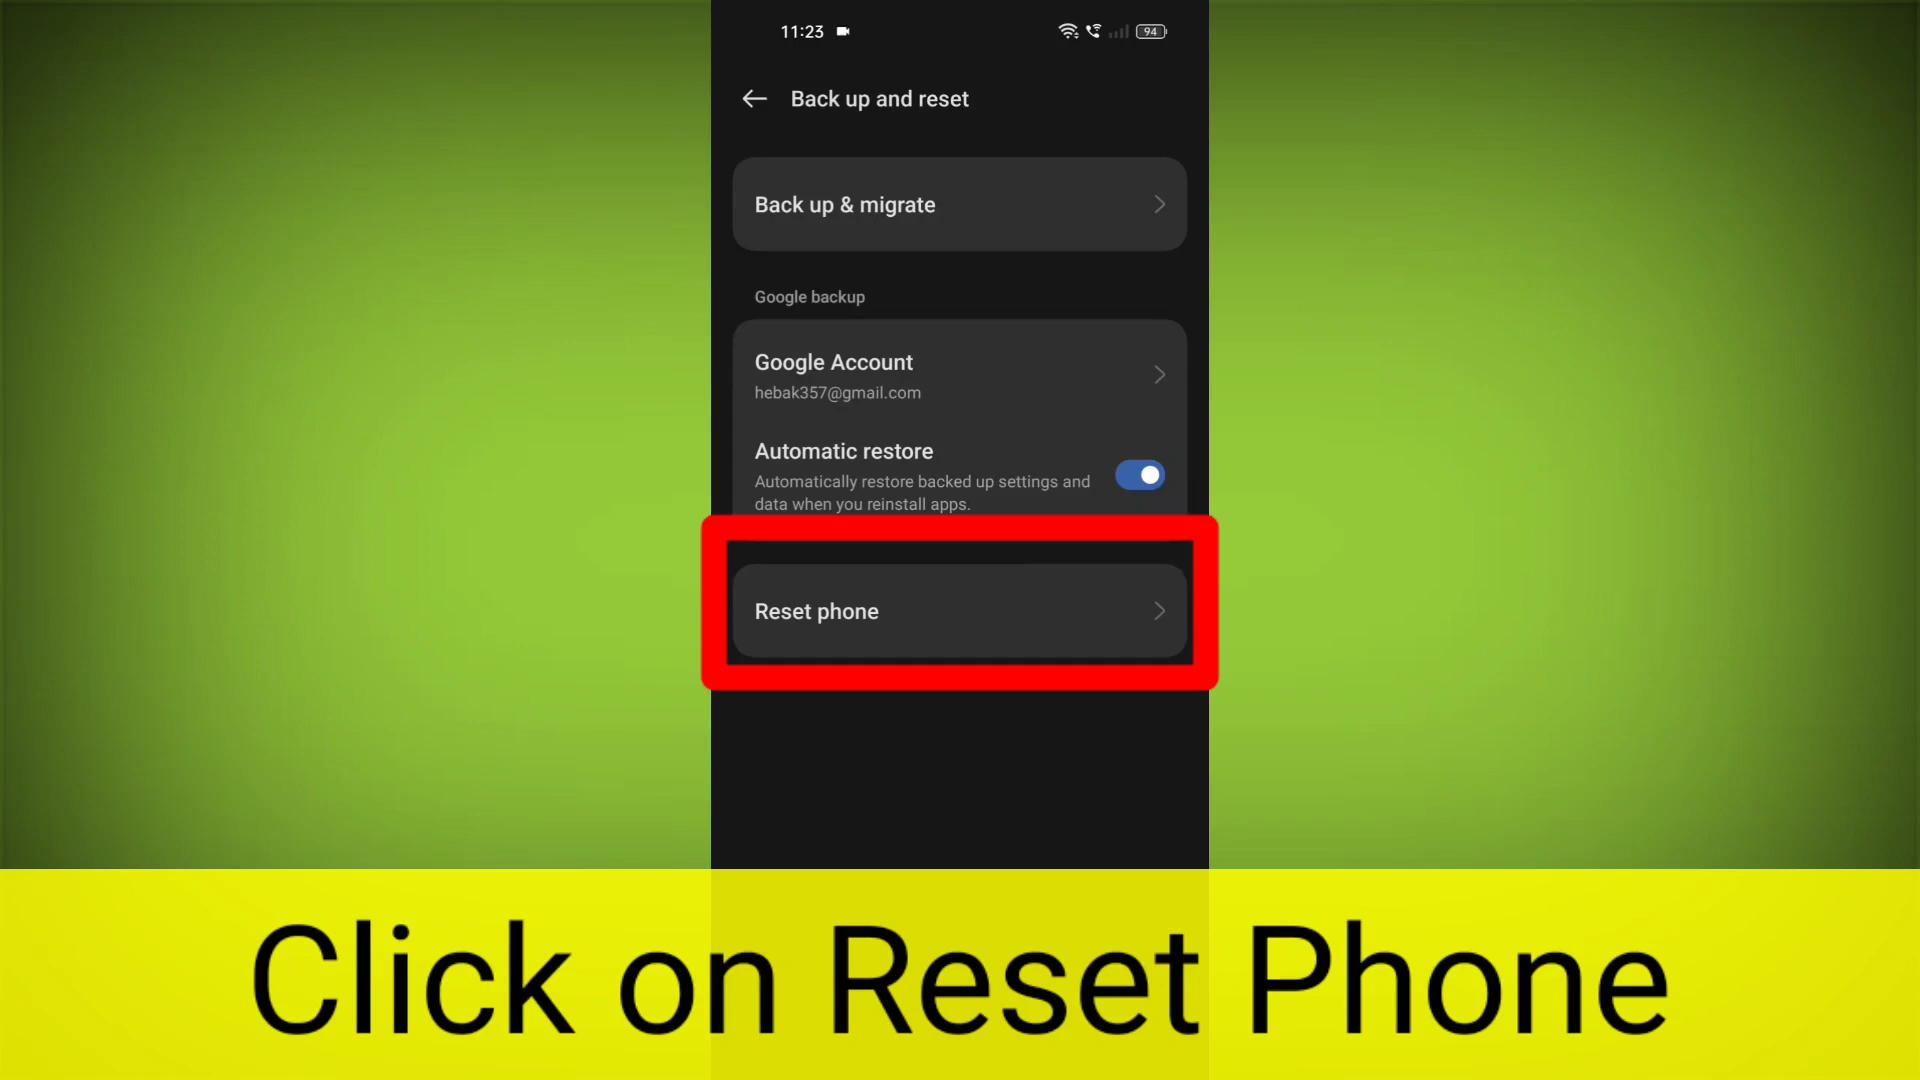 11:23
94
Back up and reset
Back up & migrate
Google backup
Google Account
hebak357@gmail.com
Automatic restore
Automatically restore backed up settings and
data when you reinstall apps.
Reset phone
Click on Reset Phone